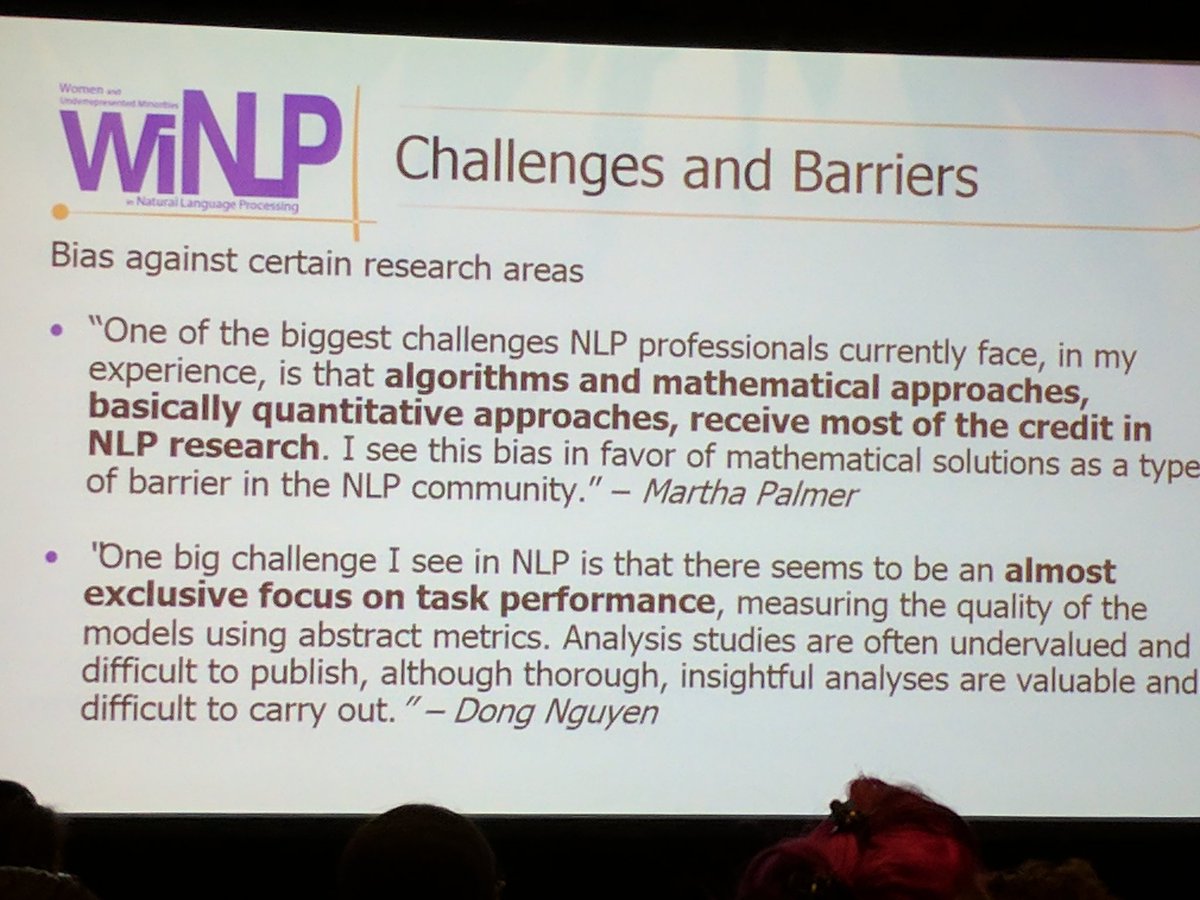 Women and
Underrepresented Minorities
WiNLP
in Natural Language Processing
Challenges and Barriers
Bias against certain research areas
• “One of the biggest challenges NLP professionals currently face, in my
experience, is that algorithms and mathematical approaches,
basically quantitative approaches, receive most of the credit in
NLP research. I see this bias in favor of mathematical solutions as a type
of barrier in the NLP community.” – Martha Palmer
• "One big challenge I see in NLP is that there seems to be an almost
exclusive focus on task performance, measuring the quality of the
models using abstract metrics. Analysis studies are often undervalued and
difficult to publish, although thorough, insightful analyses are valuable and
difficult to carry out. ” – Dong Nguyen